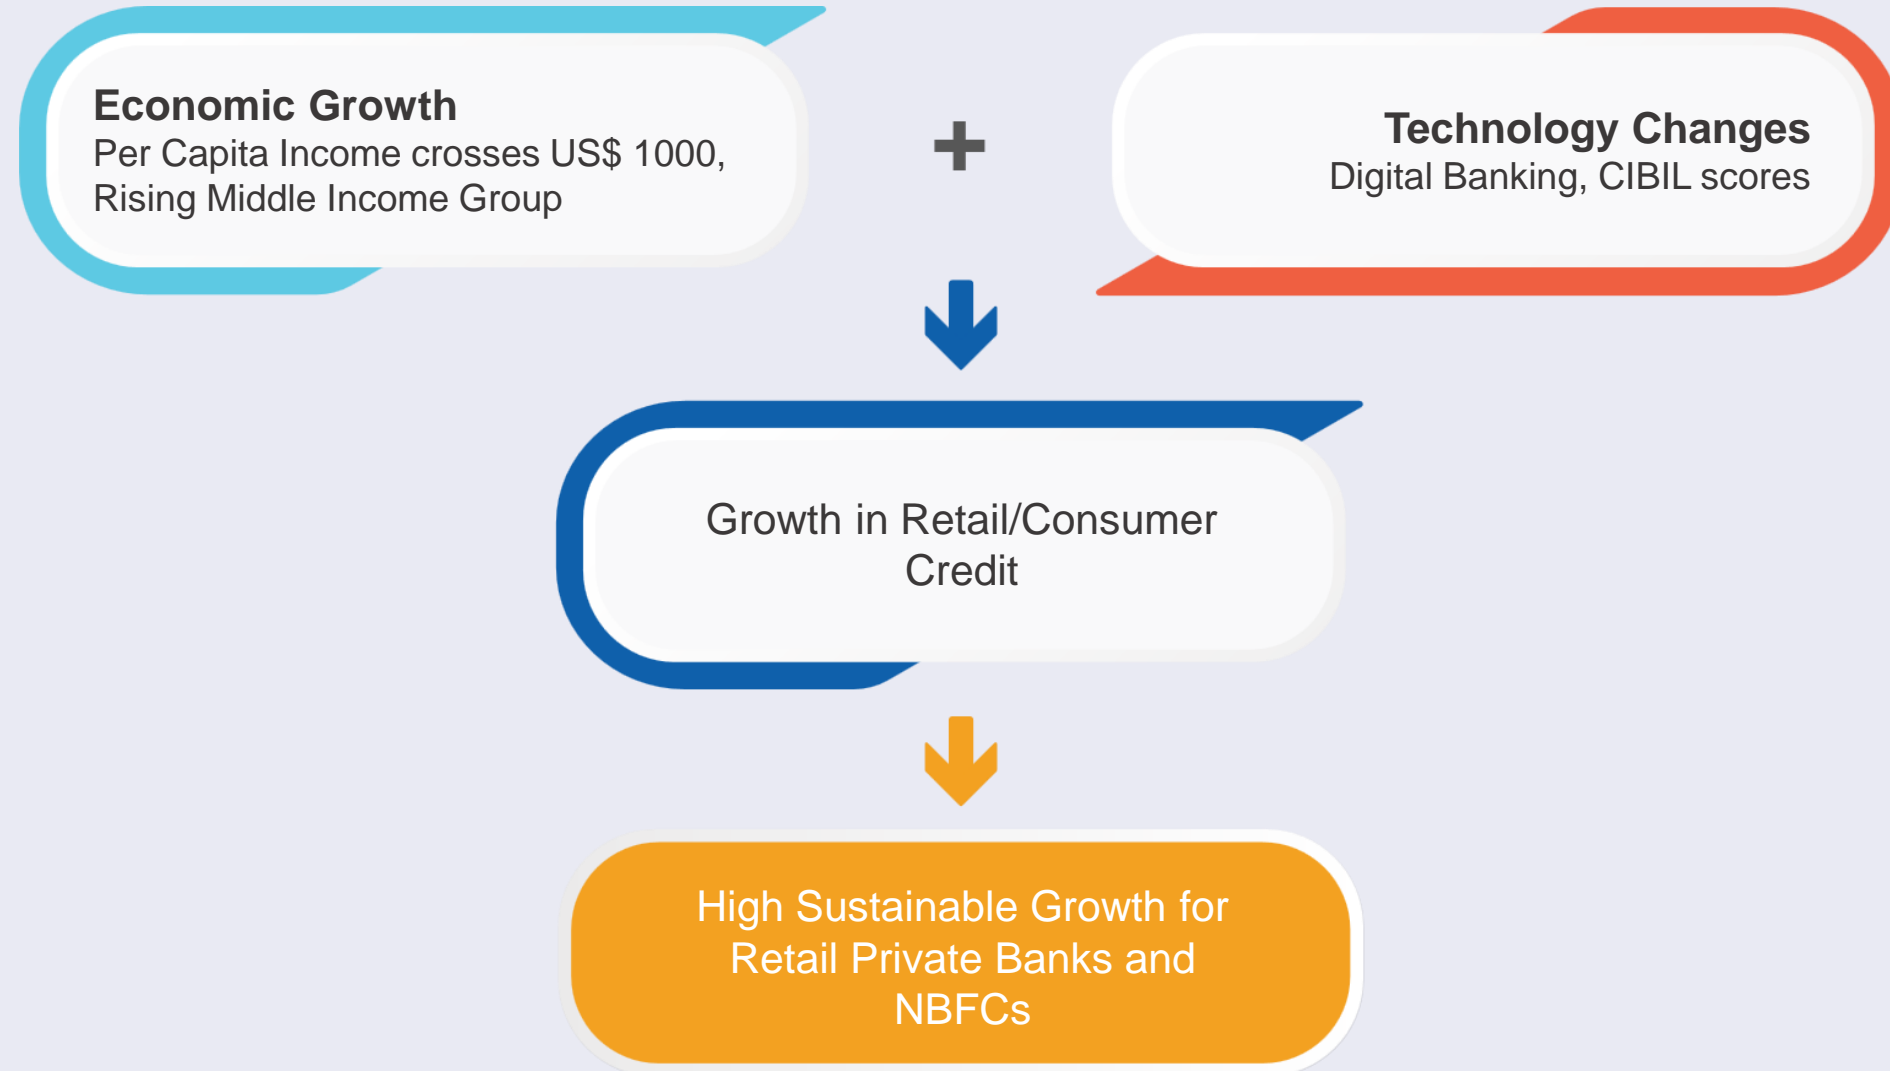 Economic Growth
Per Capita Income crosses US$ 1000,
Rising Middle Income Group
+
Technology Changes
Digital Banking, CIBIL scores
Growth in Retail/Consumer
Credit
High Sustainable Growth for
Retail Private Banks and
NBFCs